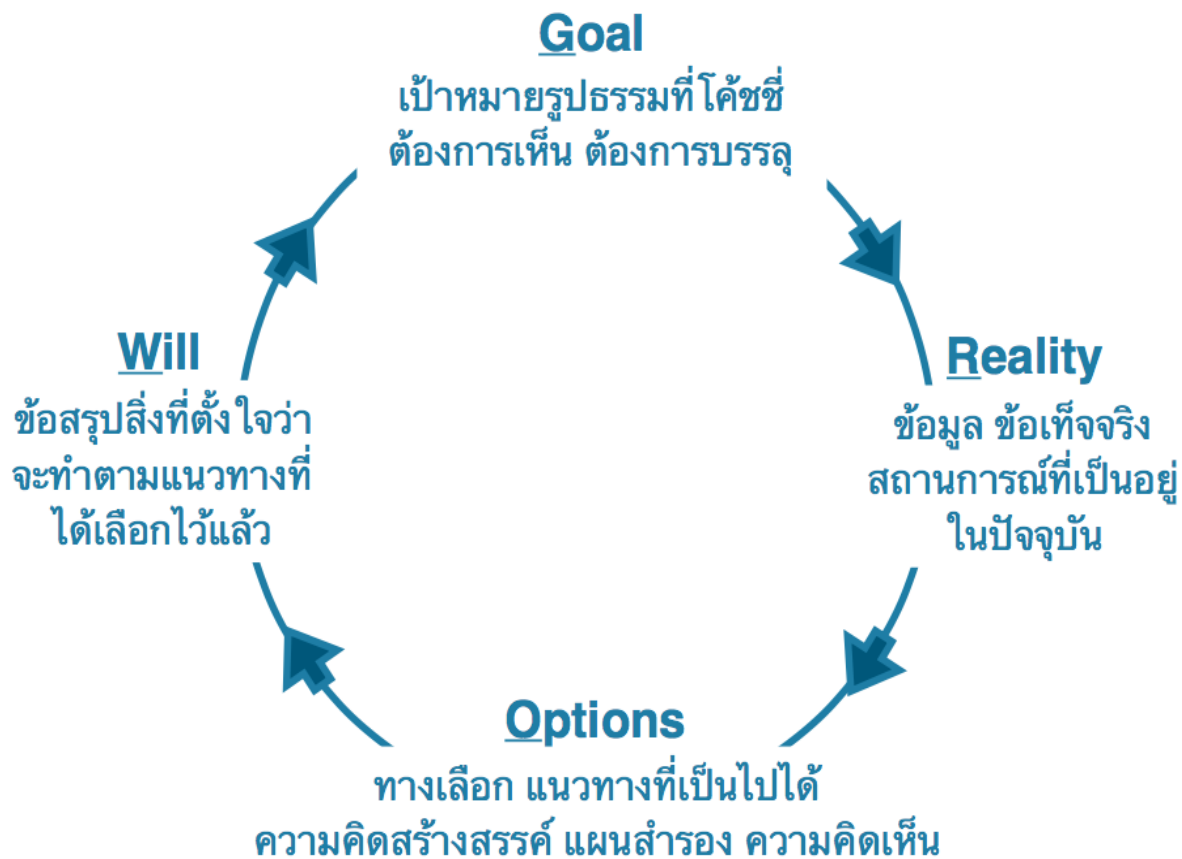 Goal
เป้าหมายรูปธรรมที่โค้ชชี่
ต้องการเห็น ต้องการบรรลุ
Reality
ข้อมูล ข้อเท็จจริง
สถานการณ์ที่เป็นอยู่
ในปัจจุบัน
Options
ทางเลือก แนวทางที่เป็นไปได้
ความคิดสร้างสรรค์ แผนสำรอง ความคิดเห็น
Will
ข้อสรุปสิ่งที่ตั้งใจว่า
จะทำตามแนวทางที่
ได้เลือกไว้แล้ว